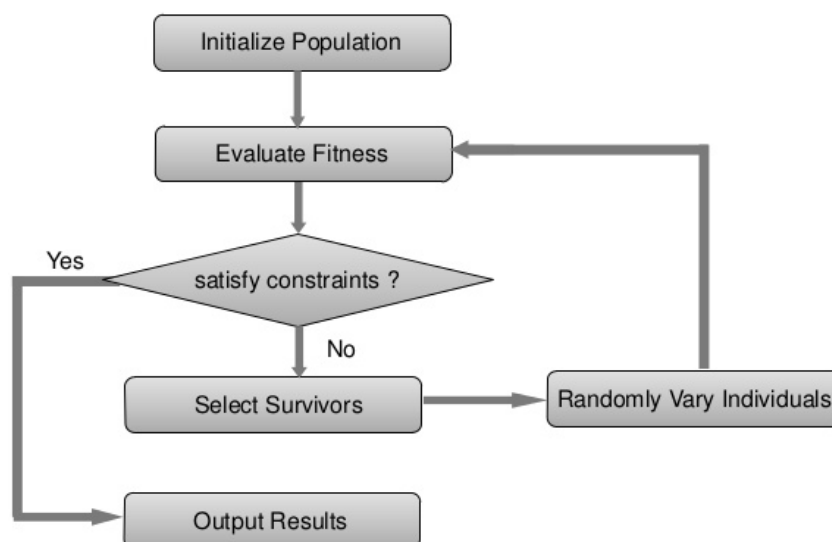 Initialize Population
Evaluate Fitness
Yes
satisfy constraints ?
No
Select Survivors
Randomly Vary Individuals
Output Results